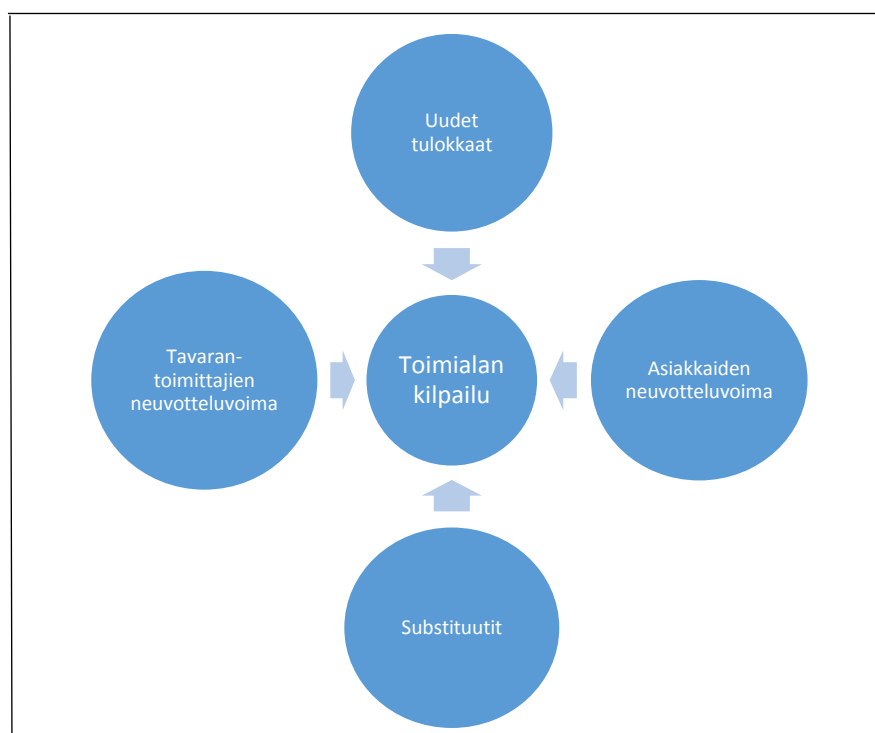 Uudet
tulokkaat
Tavaran-
toimittajien
neuvotteluvoima
Toimialan
kilpailu
Asiakkaiden
neuvotteluvoima
Substituutit